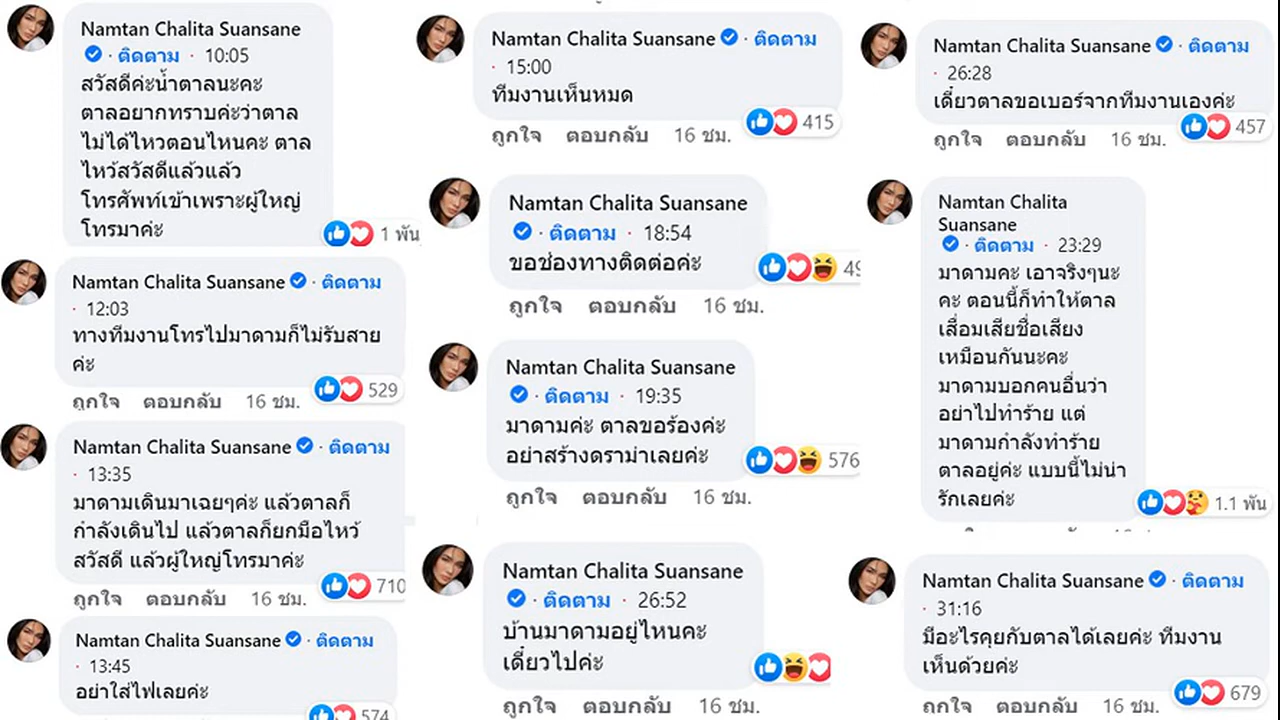 Namtan Chalita Suansane
· ติดตาม · 10:05
สวัสดีค่ะน้ำตาลนะคะ
ตาลอยากทราบค่ะว่าตาล
ไม่ได้ไหวตอนไหนคะ ตาล
ไหว้สวัสดีแล้วแล้ว
โทรศัพท์เข้าเพราะผู้ใหญ่
โทรมาค่ะ
1 พัน
Namtan Chalita Suansane · ติดตาม
· 12:03
ทางทีมงานโทรไปมาดามก็ไม่รับสาย
ค่ะ
ถูกใจ ตอบกลับ 16 ชม. 529
Namtan Chalita Suansane · ติดตาม
· 13:35
มาดามเดินมาเฉยๆค่ะ แล้วตาลก็
กำลังเดินไป แล้วตาลก็ยกมือไหว้
สวัสดี แล้วผู้ใหญ่โทรมาค่ะ
ถูกใจ ตอบกลับ 16 ชม. 710
Namtan Chalita Suansane · ติดตาม
· 13:45
อย่าใส่ไฟเลยค่ะ
574
Namtan Chalita Suansane · ติดตาม
· 15:00
ทีมงานเห็นหมด
ถูกใจ ตอบกลับ 16 ชม. 415
Namtan Chalita Suansane
· ติดตาม · 18:54
ขอช่องทางติดต่อค่ะ
ถูกใจ ตอบกลับ 16 ชม.
Namtan Chalita Suansane
· ติดตาม · 19:35
มาดามค่ะ ตาลขอร้องค่ะ
อย่าสร้างดราม่าเลยค่ะ
576
ถูกใจ ตอบกลับ 16 ชม.
Namtan Chalita Suansane
· ติดตาม · 26:52
บ้านมาดามอยู่ไหนคะ
เดี๋ยวไปค่ะ
ถูกใจ ตอบกลับ 16 ชม.
Namtan Chalita Suansane · ติดตาม
· 26:28
เดี๋ยวตาลขอเบอร์จากทีมงานเองค่ะ
ถูกใจ ตอบกลับ 16 ชม. 457
Namtan Chalita
Suansane
· ติดตาม · 23:29
มาดามคะ เอาจริงๆนะ
คะ ตอนนี้ก็ทำให้ตาล
เสื่อมเสียชื่อเสียง
เหมือนกันนะคะ
มาดามบอกคนอื่นว่า
อย่าไปทำร้าย แต่
มาดามกำลังทำร้าย
ตาลอยู่ค่ะ แบบนี้ไม่น่า
รักเลยค่ะ
1.1 พัน
Namtan Chalita Suansane · ติดตาม
· 31:16
มีอะไรคุยกับตาลได้เลยค่ะ ทีมงาน
เห็นด้วยค่ะ
ถูกใจ ตอบกลับ 16 ชม. 679